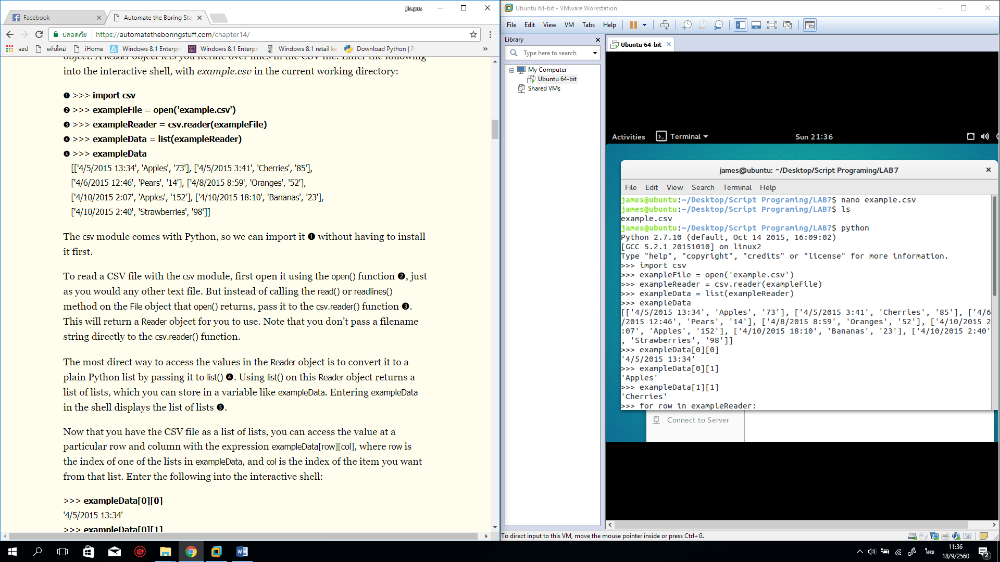 jirayus
Facebook
Automate the Boring Stu
ปลอดภัย
https://automatetheboringstuff.com/chapter14/
แอป
แท็บใหม่
iHome
Windows 8.1 Enterpri
Windows 8.1 Enterpri
Windows 8.1 retail ke
Download Python | P
»
object. A Reader object lets you iterate over lines in the CSV file. Enter the following
into the interactive shell, with example.csv in the current working directory:
❶ >>> import csv
❷ >>> exampleFile = open('example.csv')
❸ >>> exampleReader = csv.reader(exampleFile)
❹ >>> exampleData = list(exampleReader)
❹ >>> exampleData
[['4/5/2015 13:34', 'Apples', '73'], ['4/5/2015 3:41', 'Cherries', '85'],
['4/6/2015 12:46', 'Pears', '14'], ['4/8/2015 8:59', 'Oranges', '52'],
['4/10/2015 2:07', 'Apples', '152'], ['4/10/2015 18:10', 'Bananas', '23'],
['4/10/2015 2:40', 'Strawberries', '98']]
The csv module comes with Python, so we can import it ❶ without having to install
it first.
To read a CSV file with the csv module, first open it using the open() function ❷, just
as you would any other text file. But instead of calling the read() or readlines()
method on the File object that open() returns, pass it to the csv.reader() function ❸.
This will return a Reader object for you to use. Note that you don’t pass a filename
string directly to the csv.reader() function.
The most direct way to access the values in the Reader object is to convert it to a
plain Python list by passing it to list() ❹. Using list() on this Reader object returns a
list of lists, which you can store in a variable like exampleData. Entering exampleData
in the shell displays the list of lists ❺.
Now that you have the CSV file as a list of lists, you can access the value at a
particular row and column with the expression exampleData[row][col], where row is
the index of one of the lists in exampleData, and col is the index of the item you want
from that list. Enter the following into the interactive shell:
>>> exampleData[0][0]
'4/5/2015 13:34'
>>> exampleData[0][1]
Ubuntu 64-bit - VMware Workstation
File Edit View VM Tabs Help
Library
Type here to search
My Computer
Ubuntu 64-bit
Shared VMs
Ubuntu 64-bit
Activities
Terminal
Sun 21:36
james@ubuntu: ~/Desktop/Script Programing/LAB7
File Edit View Search Terminal Help
james@ubuntu:~/Desktop/Script Programing/LAB7$ nano example.csv
james@ubuntu:~/Desktop/Script Programing/LAB7$ ls
example.csv
james@ubuntu:~/Desktop/Script Programing/LAB7$ python
Python 2.7.10 (default, Oct 14 2015, 16:09:02)
[GCC 5.2.1 20151010] on linux2
Type "help", "copyright", "credits" or "license" for more information.
>>> import csv
>>> exampleFile = open('example.csv')
>>> exampleReader = csv.reader(exampleFile)
>>> exampleData = list(exampleReader)
>>> exampleData
[['4/5/2015 13:34', 'Apples', '73'], ['4/5/2015 3:41', 'Cherries', '85'], ['4/6
/2015 12:46', 'Pears', '14'], ['4/8/2015 8:59', 'Oranges', '52'], ['4/10/2015 2
:07', 'Apples', '152'], ['4/10/2015 18:10', 'Bananas', '23'], ['4/10/2015 2:40'
, 'Strawberries', '98']]
>>> exampleData[0][0]
'4/5/2015 13:34'
>>> exampleData[0][1]
'Apples'
>>> exampleData[1][1]
'Cherries'
>>> for row in exampleReader:
Connect to Server
To direct input to this VM, move the mouse pointer inside or press Ctrl+G.
ไทย
11:36
18/9/2560
2